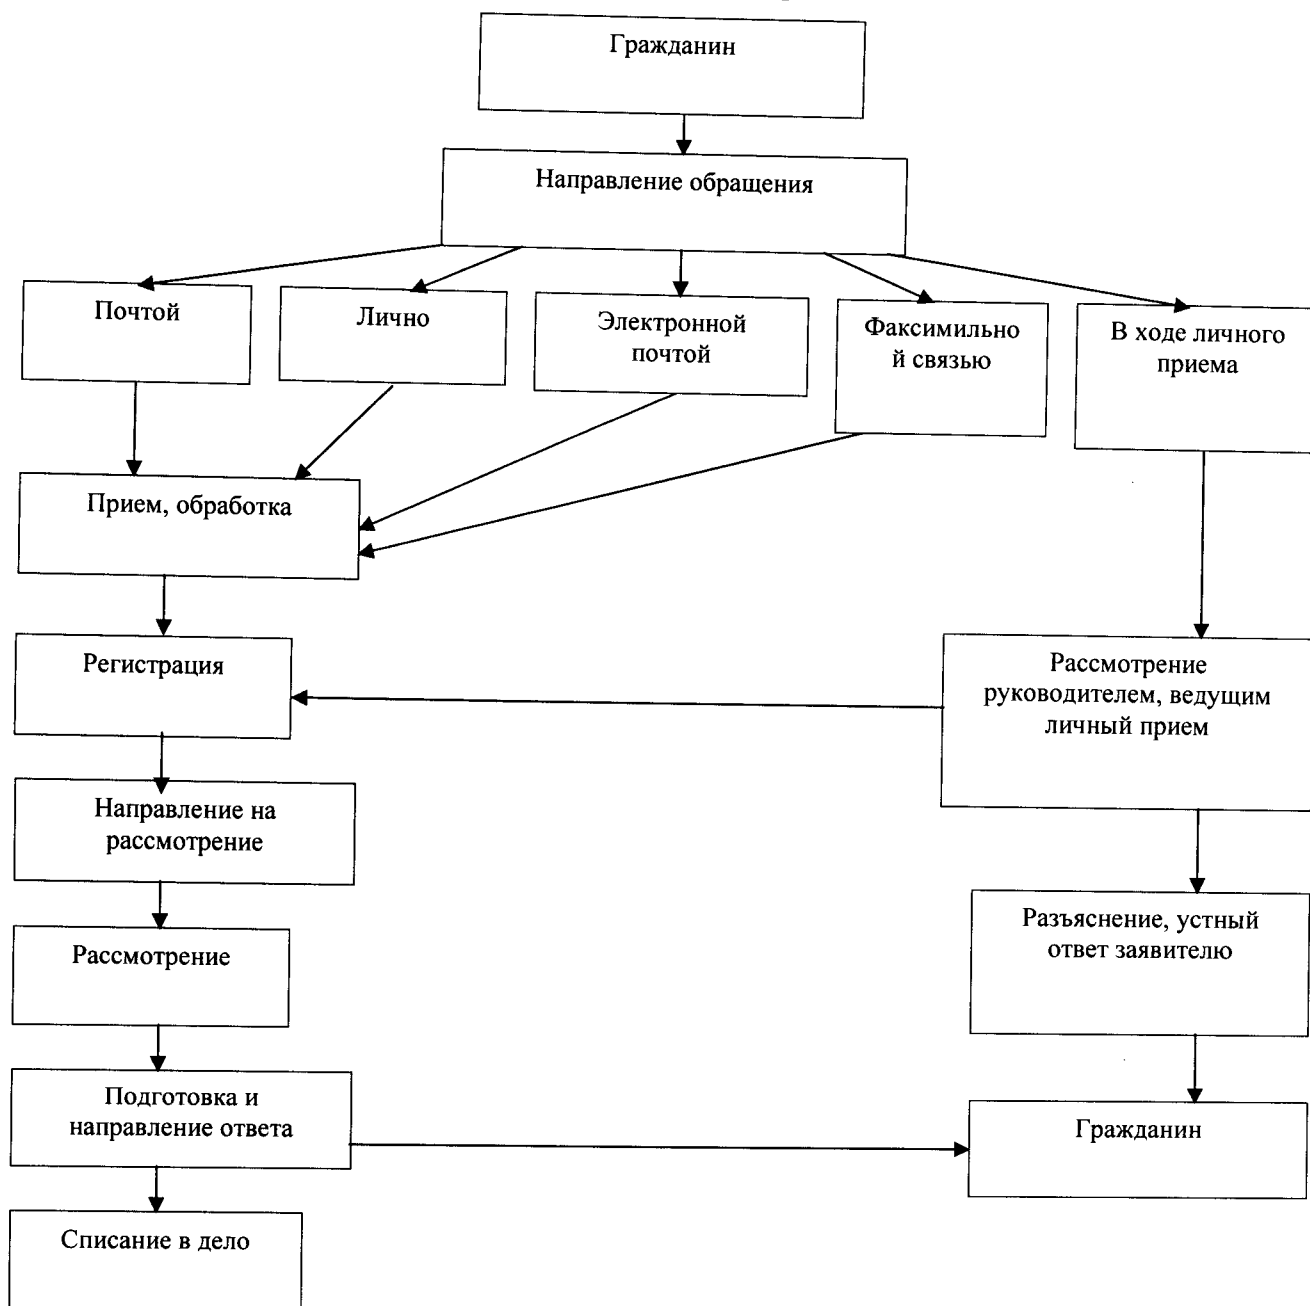 Гражданин
Направление обращения
Почтой
Лично
Электронной
почтой
Факсимильно
й связью
В ходе личного
приема
Прием, обработка
Регистрация
Рассмотрение
руководителем, ведущим
личный прием
Направление на
рассмотрение
Рассмотрение
Разъяснение, устный
ответ заявителю
Подготовка и
направление ответа
Гражданин
Списание в дело